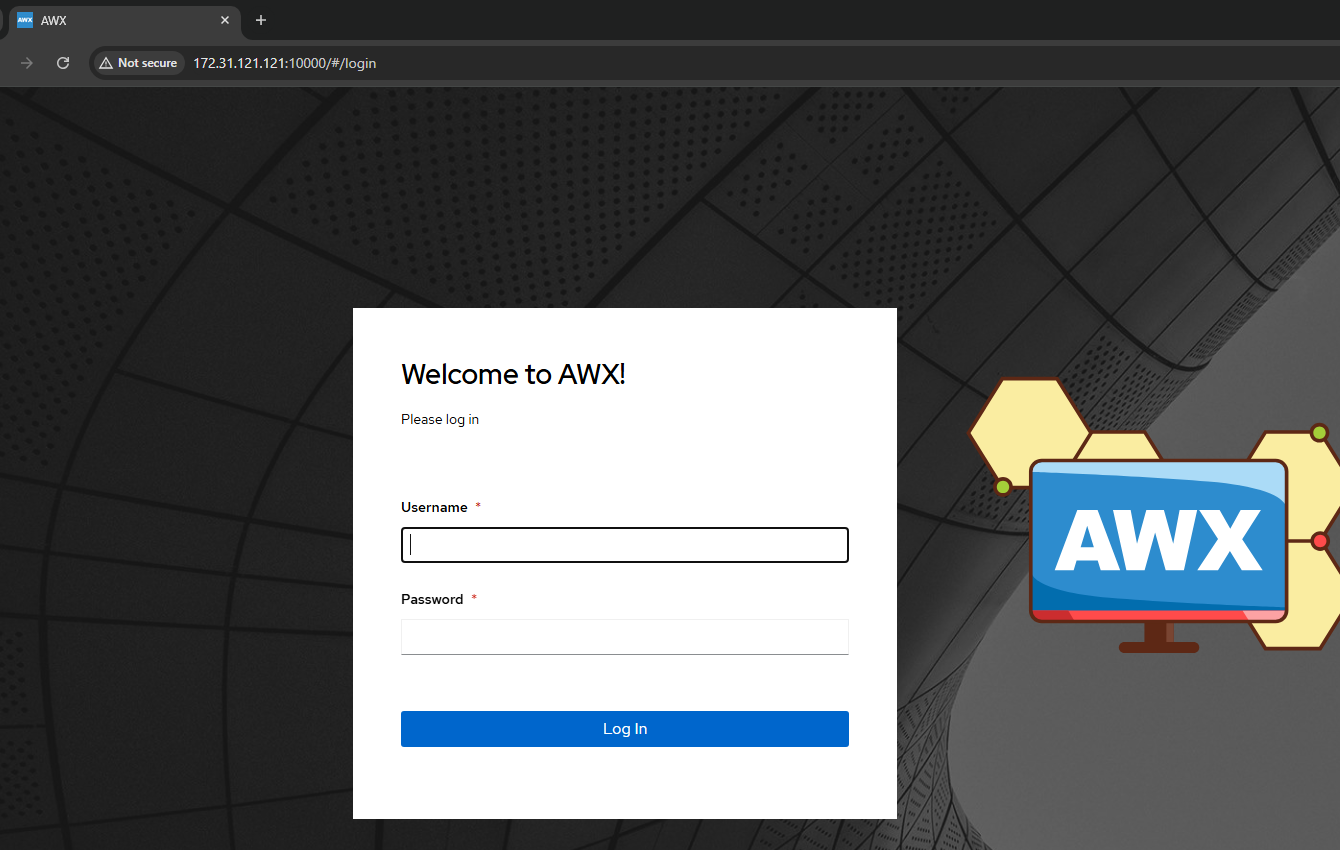 AWX AWX
Not secure 172.31.121.121:10000/#/login
Welcome to AWX!
Please log in
Username *
Password *
Log In
AWX